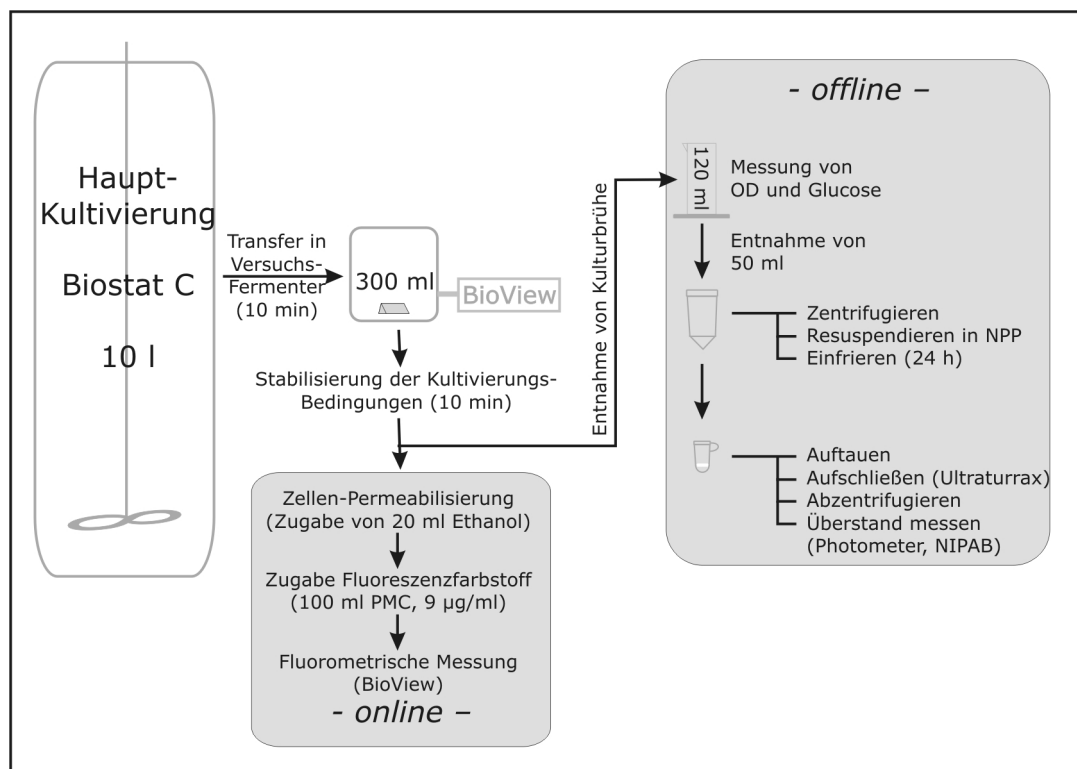 Haupt-
Kultivierung
Biostat C
10 l
Transfer in
Versuchs-
Fermenter
(10 min)
300 ml
BioView
Stabilisierung der Kultivierungs-
Bedingungen (10 min)
Entnahme von Kulturbrühe
Zellen-Permeabilisierung
(Zugabe von 20 ml Ethanol)
Zugabe Fluoreszenzfarbstoff
(100 ml PMC, 9 µg/ml)
Fluorometrische Messung
(BioView)
- online –
- offline –
120 ml
Messung von
OD und Glucose
Entnahme von
50 ml
Zentrifugieren
Resuspendieren in NPP
Einfrieren (24 h)
Auftauen
Aufschließen (Ultraturrax)
Abzentrifugieren
Überstand messen
(Photometer, NIPAB)